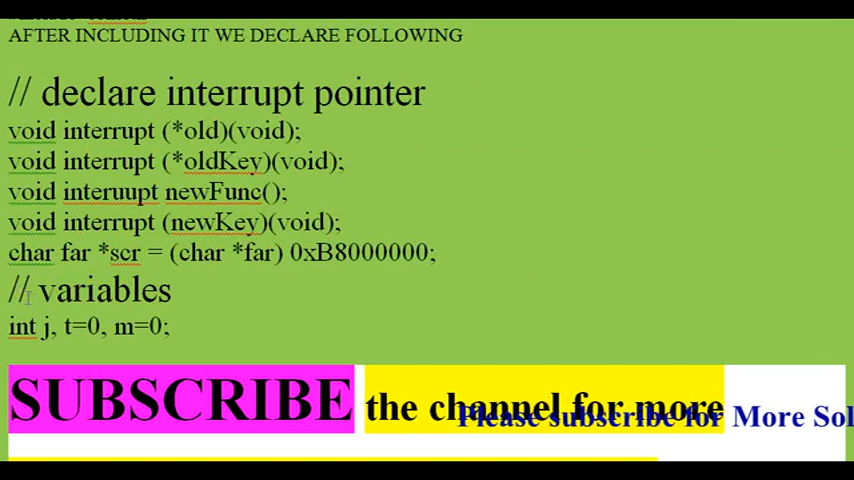 AFTER INCLUDING IT WE DECLARE FOLLOWING
// declare interrupt pointer
void interrupt (*old)(void);
void interrupt (*oldKey)(void);
void interuupt newFunc();
void interrupt (newKey)(void);
char far *scr = (char *far) 0xB8000000;
// variables
int j, t=0, m=0;
SUBSCRIBE the channel for more
Please subscribe for More Sol